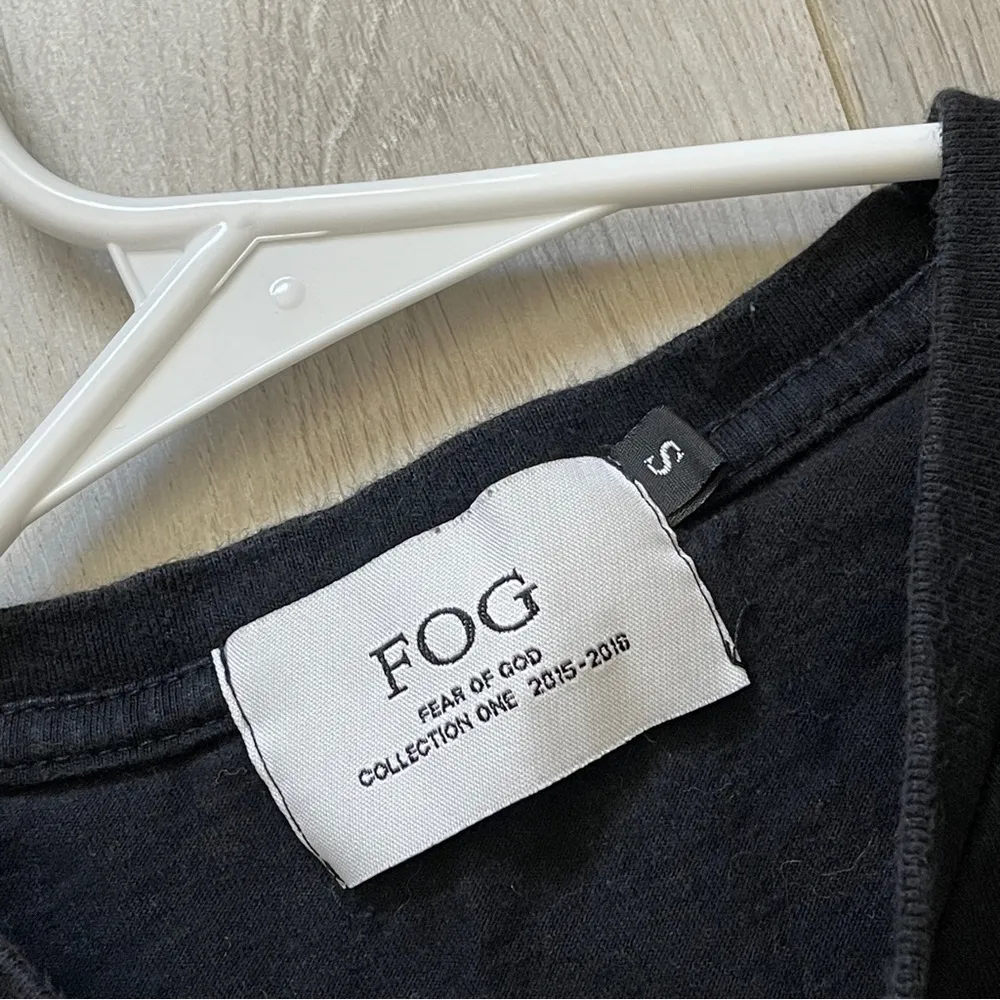 S
FOG
FEAR OF GOD
COLLECTION ONE 2015-2016